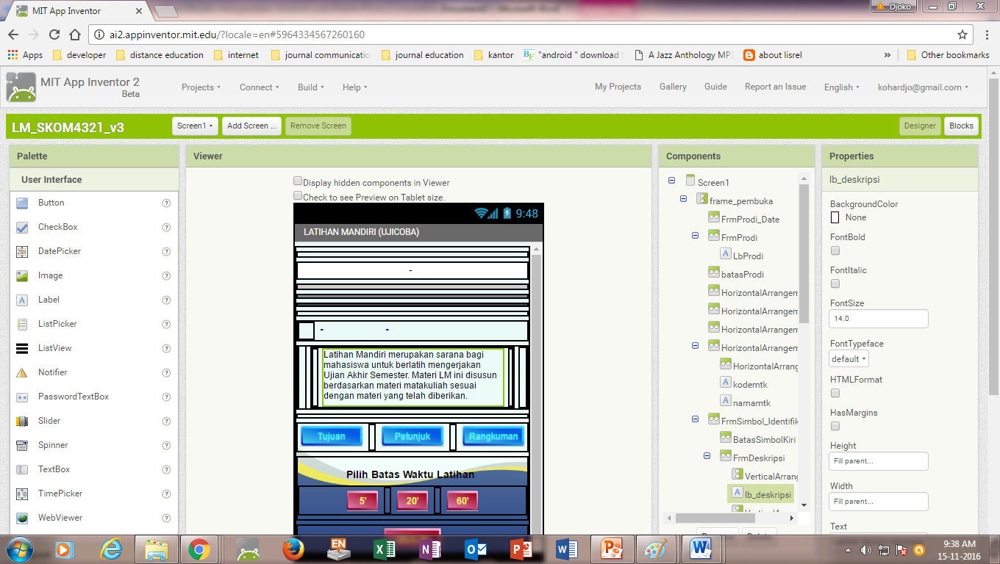 MIT App Inventor
Djoko
ai2.appinventor.mit.edu/?locale=en#5964334567260160
Apps developer distance education internet journal communicatio journal education kantor "android " download f A Jazz Anthology MP3 about lisrel » Other bookmarks
MIT App Inventor 2
Beta
Projects Connect Build Help My Projects Gallery Guide Report an Issue English kohardjo@gmail.com
LM_SKOM4321_v3 Screen1 Add Screen ... Remove Screen Designer Blocks
Palette
User Interface
Button ?
CheckBox ?
DatePicker ?
Image ?
Label ?
ListPicker ?
ListView ?
Notifier ?
PasswordTextBox ?
Slider ?
Spinner ?
TextBox ?
TimePicker ?
WebViewer ?
Viewer
Display hidden components in Viewer
Check to see Preview on Tablet size.
9:48
LATIHAN MANDIRI (UJICOBA)
-
- -
Latihan Mandiri merupakan sarana bagi
mahasiswa untuk berlatih mengerjakan
Ujian Akhir Semester. Materi LM ini disusun
berdasarkan materi matakuliah sesuai
dengan materi yang telah diberikan.
Tujuan Petunjuk Rangkuman
Pilih Batas Waktu Latihan
5' 20' 60'
Components
Screen1
frame_pembuka
FrmProdi_Date
FrmProdi
LbProdi
batasProdi
HorizontalArrangem
HorizontalArrangem
HorizontalArrangem
HorizontalArrangem
HorizontalArrang
kodemtk
namamtk
FrmSimbol_Identifik
BatasSimbolKiri
FrmDeskripsi
VerticalArrang
lb_deskripsi
Properties
lb_deskripsi
BackgroundColor
None
FontBold
FontItalic
FontSize
14.0
FontTypeface
default
HTMLFormat
HasMargins
Height
Fill parent...
Width
Fill parent...
Text
EN
9:38 AM
15-11-2016